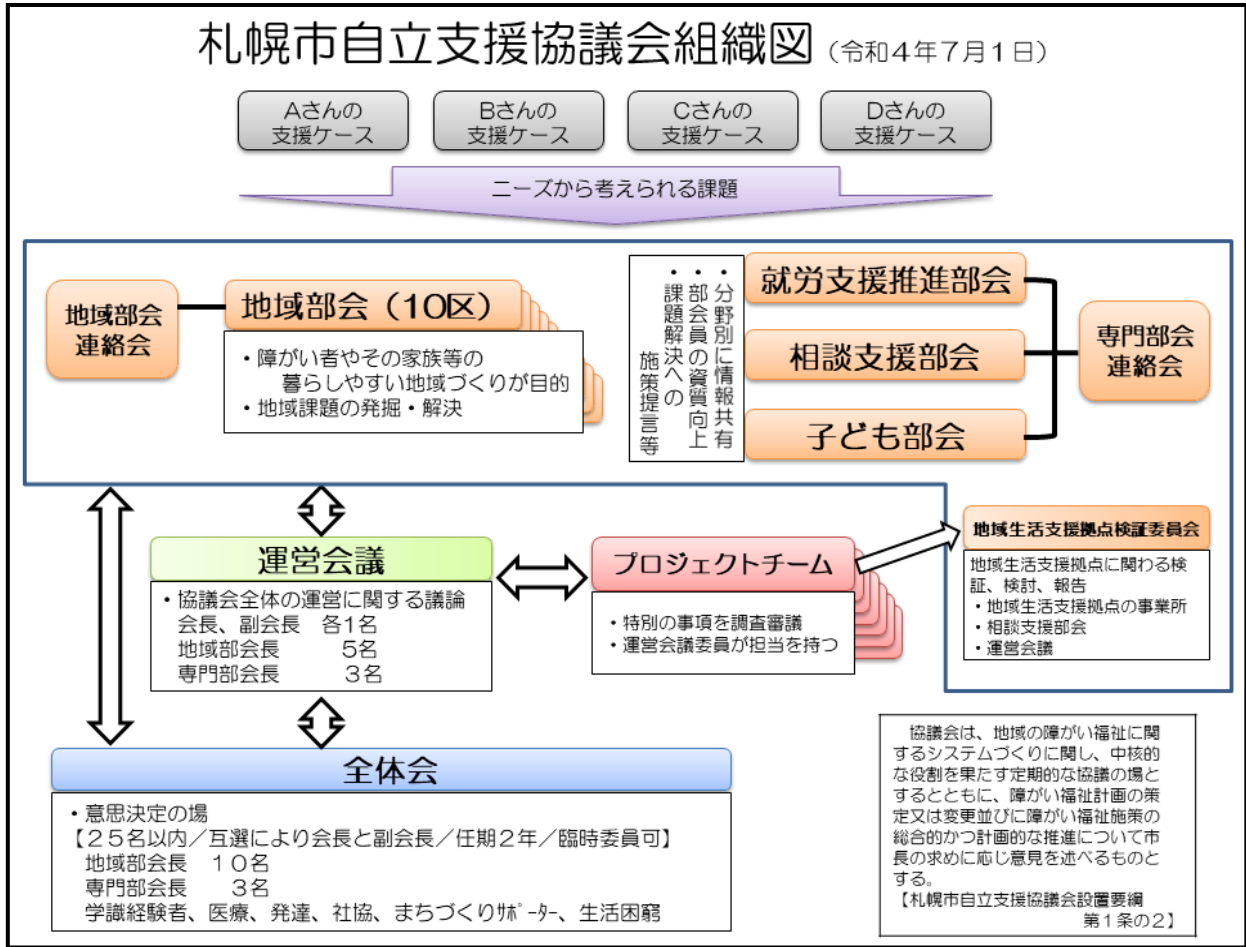 札幌市自立支援協議会組織図（令和４年７月１日）
Aさんの
支援ケース
Bさんの
支援ケース
Cさんの
支援ケース
Dさんの
支援ケース
ニーズから考えられる課題
地域部会
連絡会
地域部会（10区）
・障がい者やその家族等の
暮らしやすい地域づくりが目的
・地域課題の発掘・解決
・分野別に情報共有
・部会員の資質向上
・課題解決への
施策提言等
就労支援推進部会
相談支援部会
子ども部会
専門部会
連絡会
運営会議
・協議会全体の運営に関する議論
会長、副会長　各１名
地域部会長　　　５名
専門部会長　　　３名
プロジェクトチーム
・特別の事項を調査審議
・運営会議委員が担当を持つ
地域生活支援拠点検証委員会
地域生活支援拠点に関わる検
証、検討、報告
・地域生活支援拠点の事業所
・相談支援部会
・運営会議
全体会
・意思決定の場
【２５名以内／互選により会長と副会長／任期２年／臨時委員可】
地域部会長　１０名
専門部会長　　３名
学識経験者、医療、発達、社協、まちづくりｻﾎﾟｰﾀｰ、生活困窮
協議会は、地域の障がい福祉に関
するシステムづくりに関し、中核的
な役割を果たす定期的な協議の場と
するとともに、障がい福祉計画の策
定又は変更並びに障がい福祉施策の
総合的かつ計画的な推進について市
長の求めに応じ意見を述べるものと
する。
【札幌市自立支援協議会設置要綱
第１条の２】